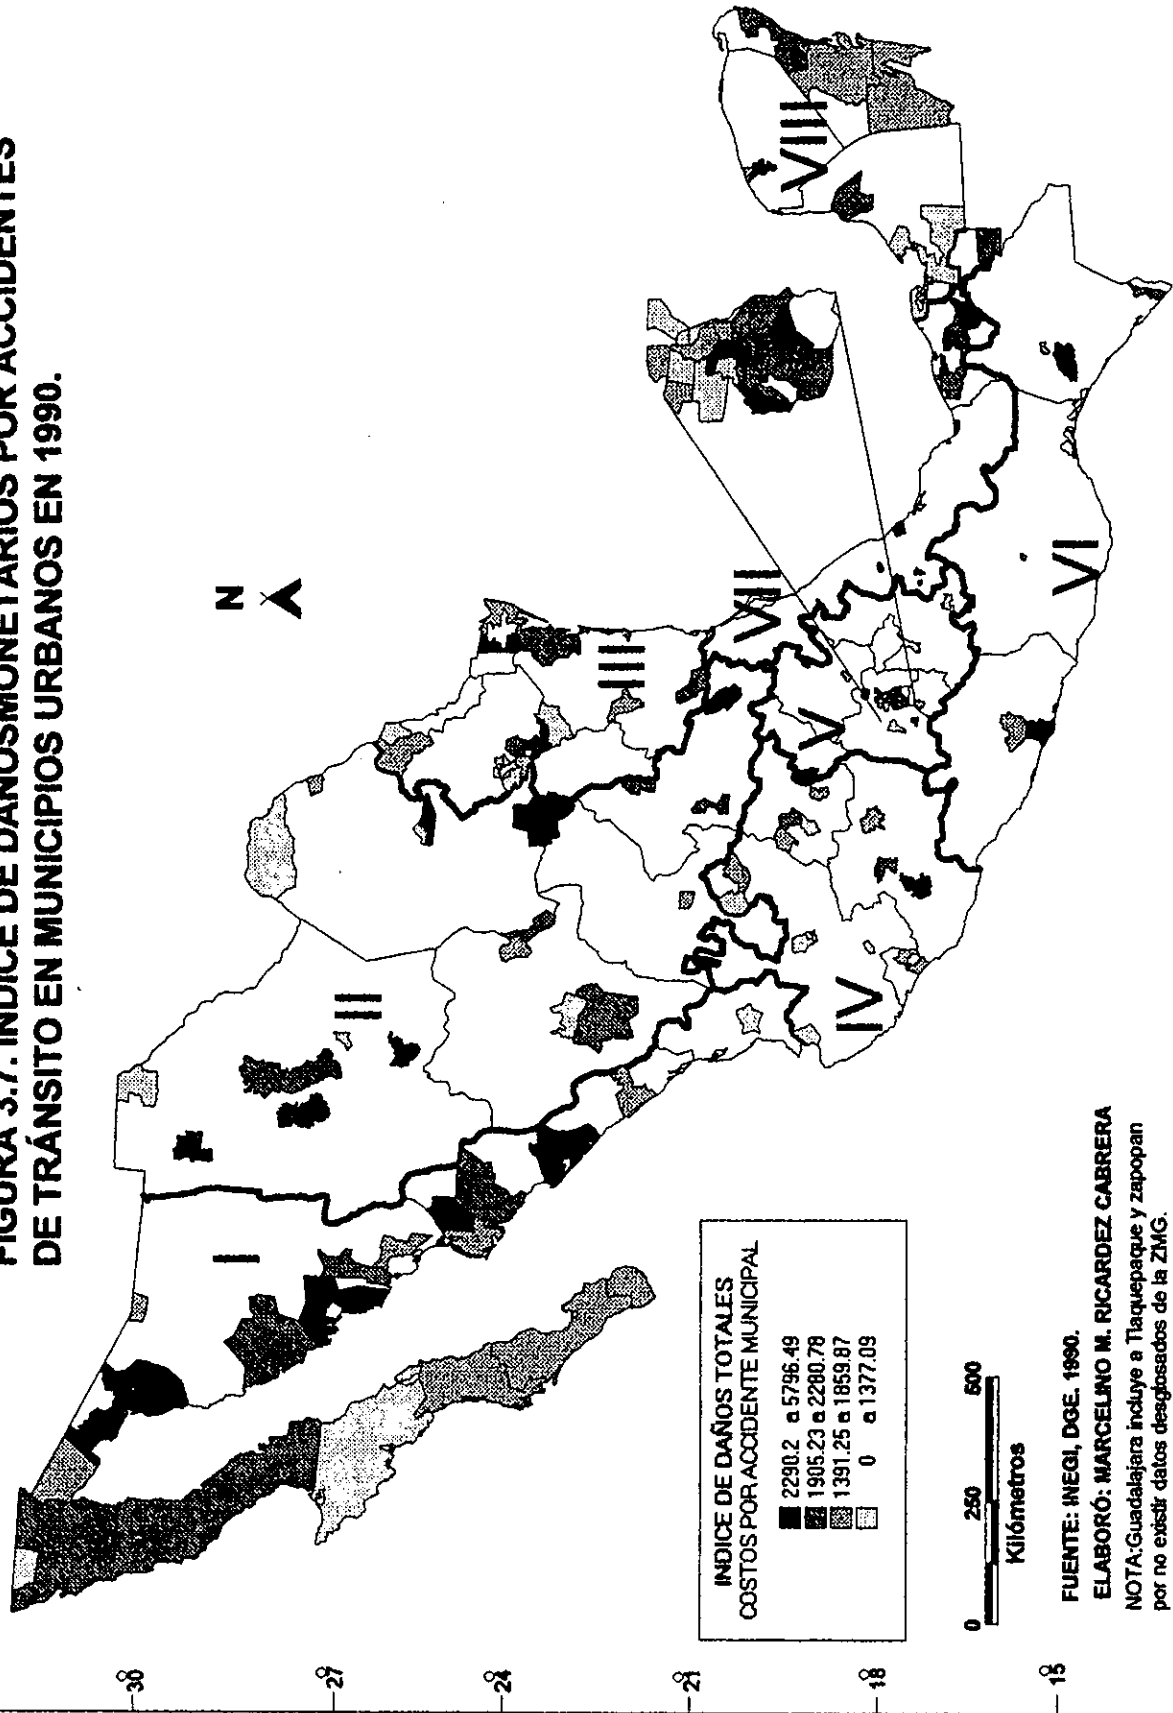 FIGURA 3.7. INDICE DE DAÑOSMONETARIOS POR ACCIDENTES
DE TRÁNSITO EN MUNICIPIOS URBANOS EN 1990.
N
I
II
III
IV
V
VI
VII
VIII
30
27
24
21
18
15
INDICE DE DAÑOS TOTALES
COSTOS POR ACCIDENTE MUNICIPAL
2290.2 a 5796.49
1905.23 a 2280.78
1391.25 a 1859.87
0 a 1377.09
0 250 500
Kilómetros
FUENTE: INEGI, DGE. 1990.
ELABORÓ: MARCELINO M. RICARDEZ CABRERA
NOTA:Guadalajara incluye a Tlaquepaque y zapopan
por no existir datos desglosados de la ZMG.